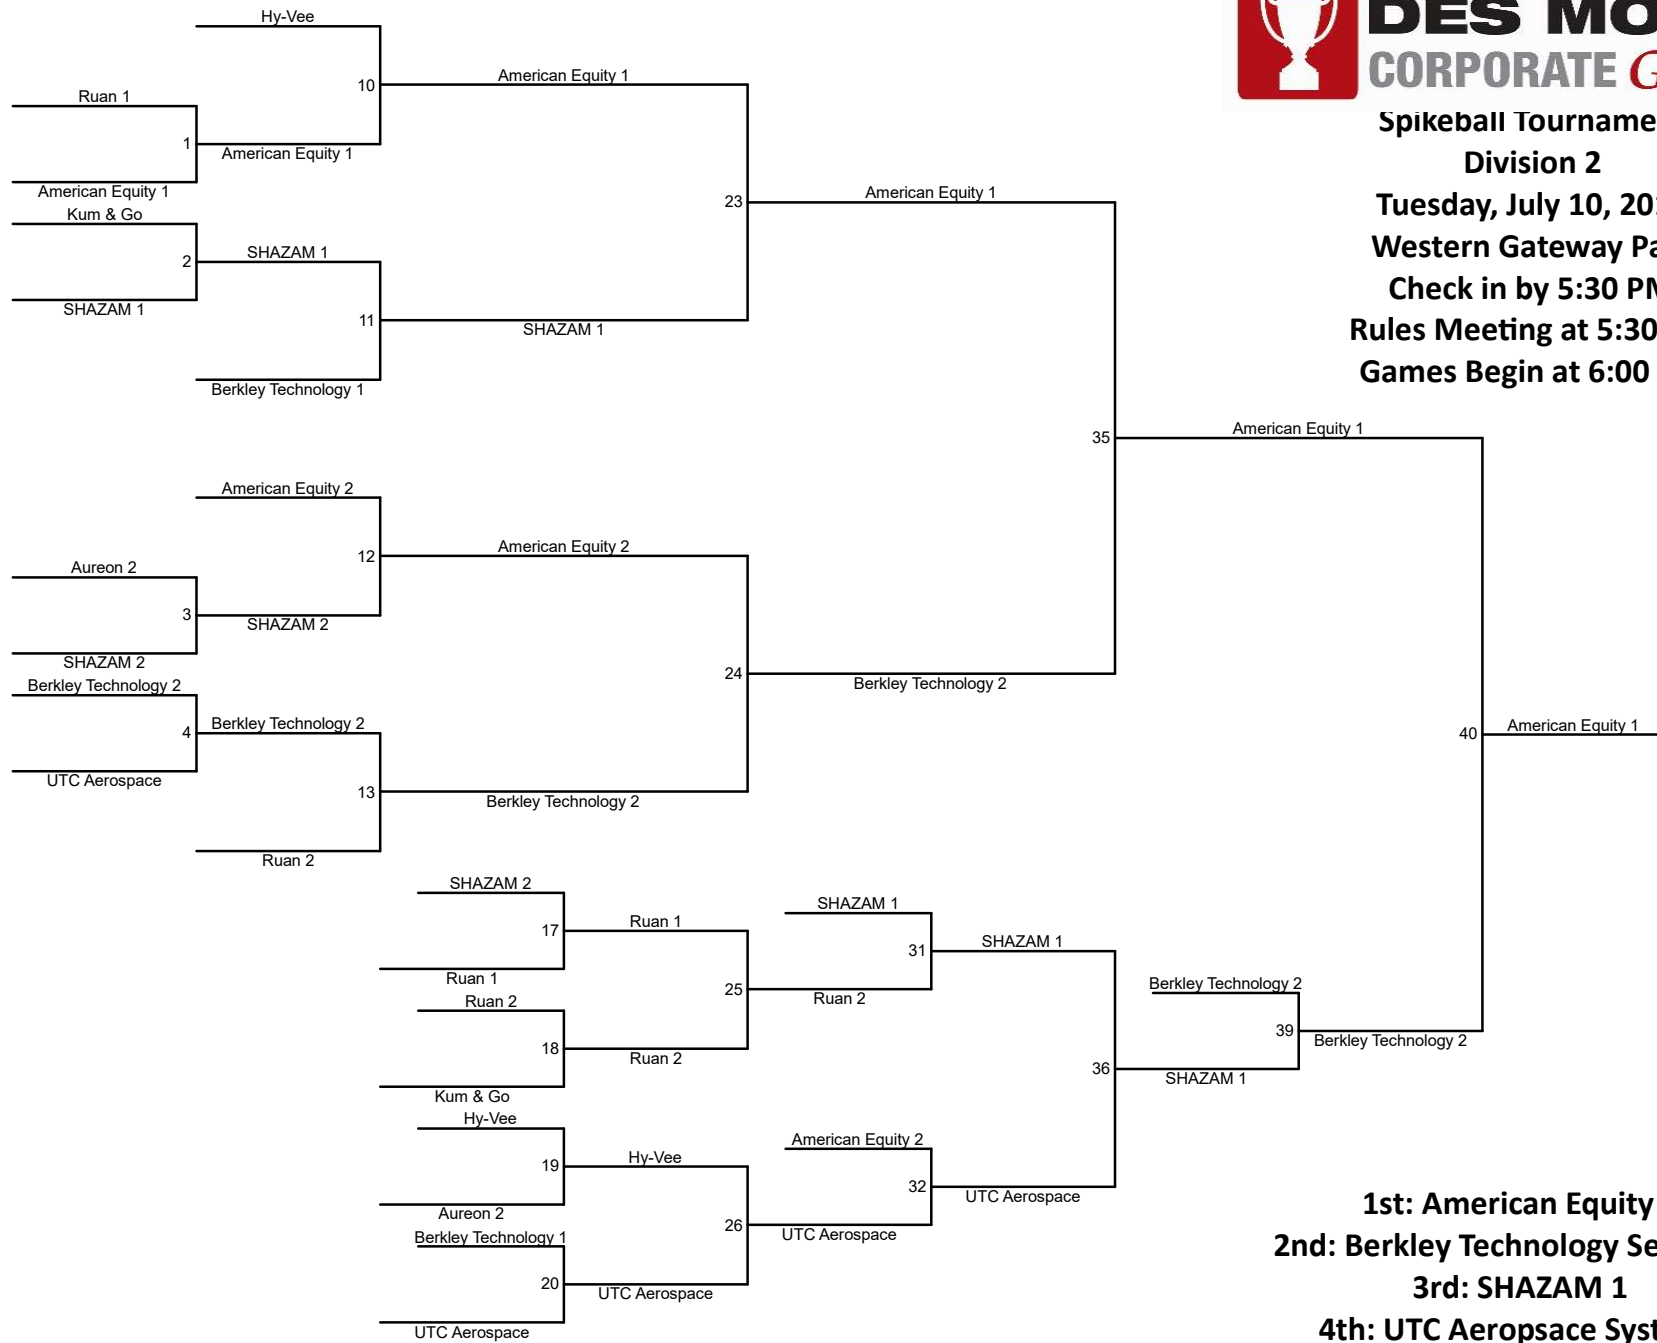 Hy-Vee
10
American Equity 1
Ruan 1
1
American Equity 1
American Equity 1
Kum & Go
2
SHAZAM 1
SHAZAM 1
11
SHAZAM 1
Berkley Technology 1
23
American Equity 1
American Equity 2
12
American Equity 2
Aureon 2
3
SHAZAM 2
SHAZAM 2
Berkley Technology 2
4
Berkley Technology 2
UTC Aerospace
13
Berkley Technology 2
Ruan 2
24
Berkley Technology 2
35
American Equity 1
40
American Equity 1
SHAZAM 2
17
Ruan 1
Ruan 1
Ruan 2
18
Ruan 2
Kum & Go
25
Ruan 2
SHAZAM 1
31
SHAZAM 1
Hy-Vee
19
Hy-Vee
Aureon 2
Berkley Technology 1
20
UTC Aerospace
UTC Aerospace
26
UTC Aerospace
American Equity 2
32
UTC Aerospace
36
SHAZAM 1
Berkley Technology 2
39
Berkley Technology 2
DES MO
CORPORATE G
Spikeball Tourname
Division 2
Tuesday, July 10, 20
Western Gateway Pa
Check in by 5:30 P
Rules Meeting at 5:30
Games Begin at 6:00
1st: American Equity
2nd: Berkley Technology Se
3rd: SHAZAM 1
4th: UTC Aeropsace Syst